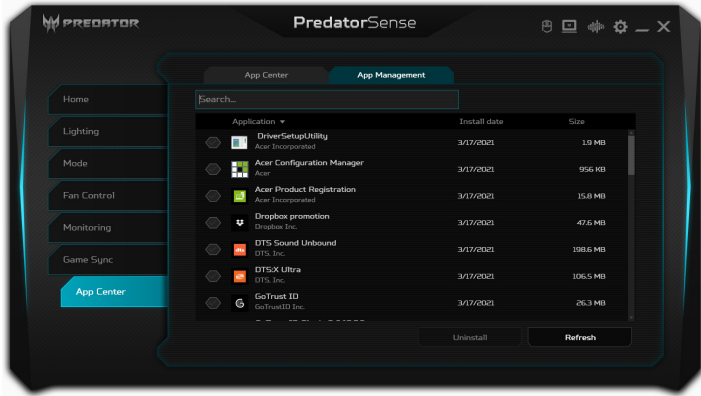 PREDATOR
PredatorSense
App Center
App Management
Home
Lighting
Mode
Fan Control
Monitoring
Game Sync
App Center
Search...
Application Install date Size
DriverSetupUtility
Acer Incorporated
3/17/2021 1.9 MB
Acer Configuration Manager
Acer
3/17/2021 956 KB
Acer Product Registration
Acer Incorporated
3/17/2021 15.8 MB
Dropbox promotion
Dropbox Inc.
3/17/2021 47.6 MB
DTS Sound Unbound
DTS, Inc.
3/17/2021 198.6 MB
DTS:X Ultra
DTS, Inc.
3/17/2021 106.5 MB
GoTrust ID
GoTrustID Inc.
3/17/2021 26.3 MB
Uninstall
Refresh